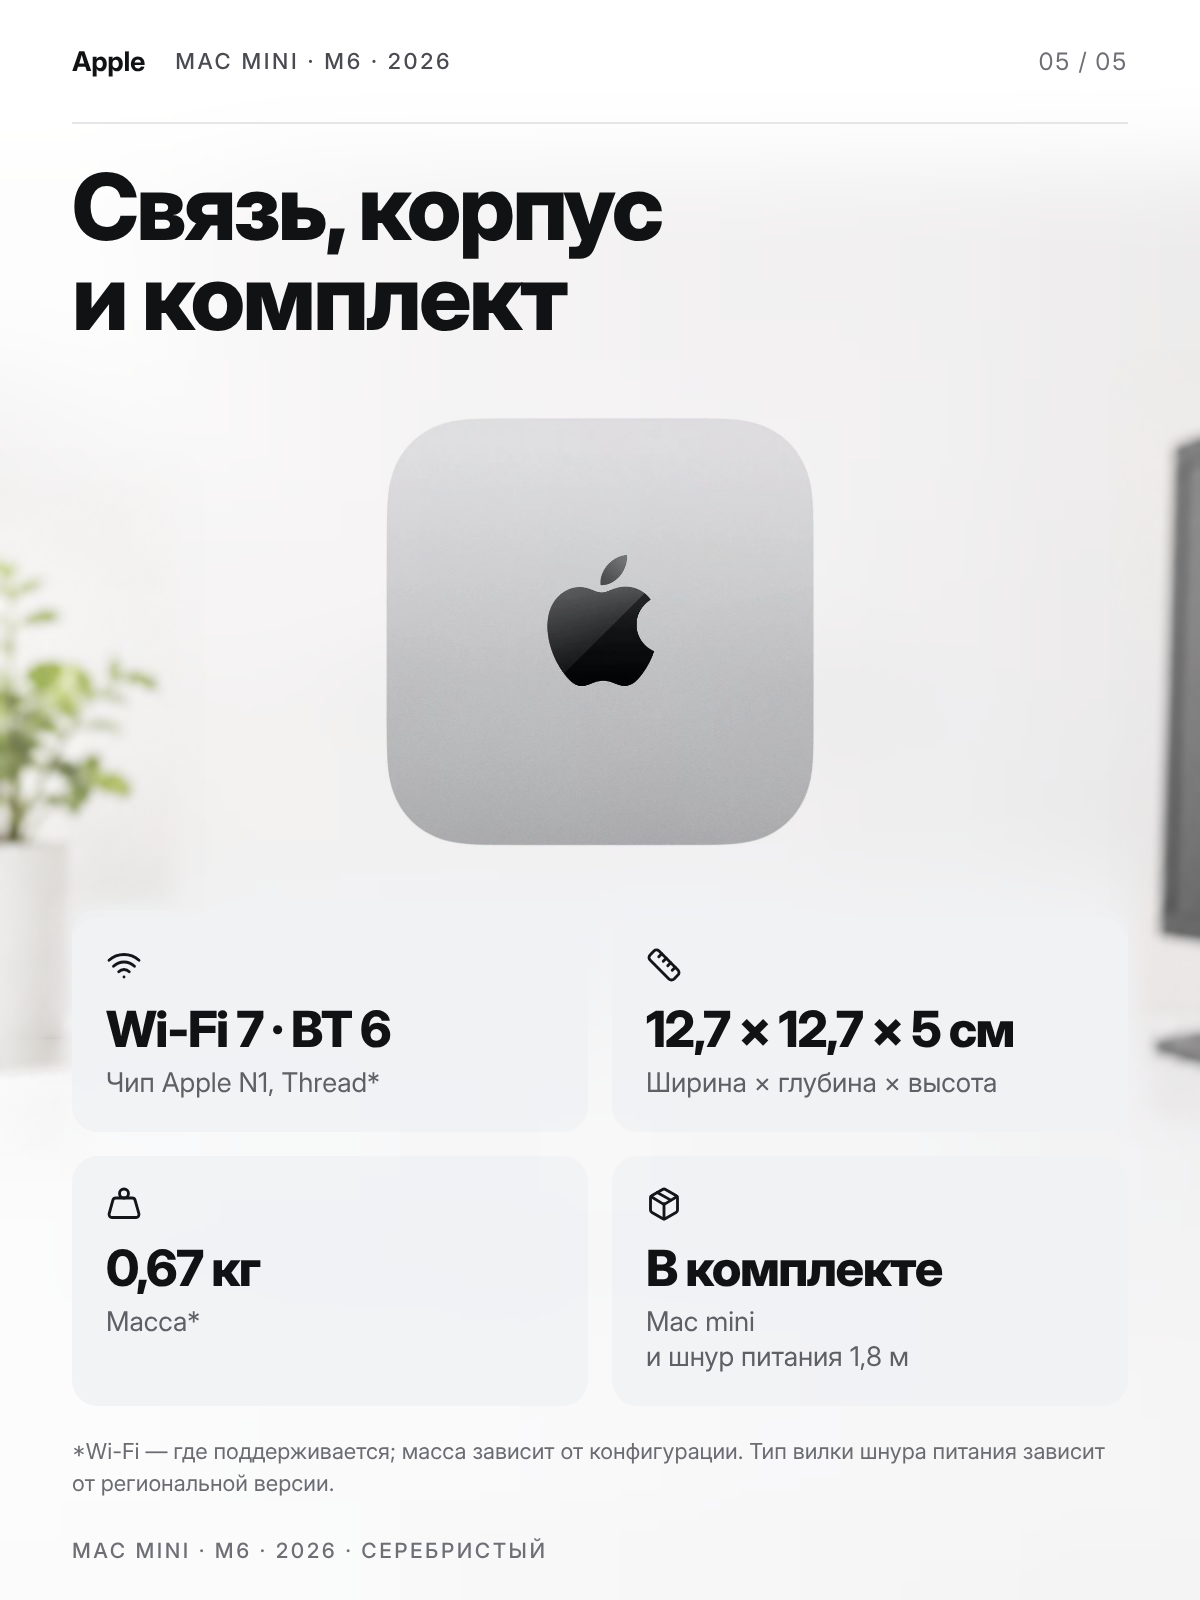 Apple MAC MINI · M6 · 2026 05 / 05
Связь, корпус
и комплект
Wi-Fi 7 · BT 6
Чип Apple N1, Thread*
12,7 × 12,7 × 5 см
Ширина × глубина × высота
0,67 кг
Масса*
В комплекте
Mac mini
и шнур питания 1,8 м
*Wi-Fi — где поддерживается; масса зависит от конфигурации. Тип вилки шнура питания зависит
от региональной версии.
MAC MINI · M6 · 2026 · СЕРЕБРИСТЫЙ